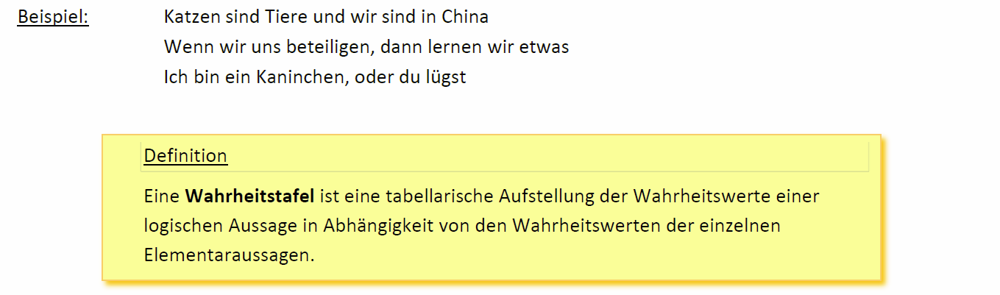 Beispiel: Katzen sind Tiere und wir sind in China
Wenn wir uns beteiligen, dann lernen wir etwas
Ich bin ein Kaninchen, oder du lügst
Definition
Eine Wahrheitstafel ist eine tabellarische Aufstellung der Wahrheitswerte einer
logischen Aussage in Abhängigkeit von den Wahrheitswerten der einzelnen
Elementaraussagen.